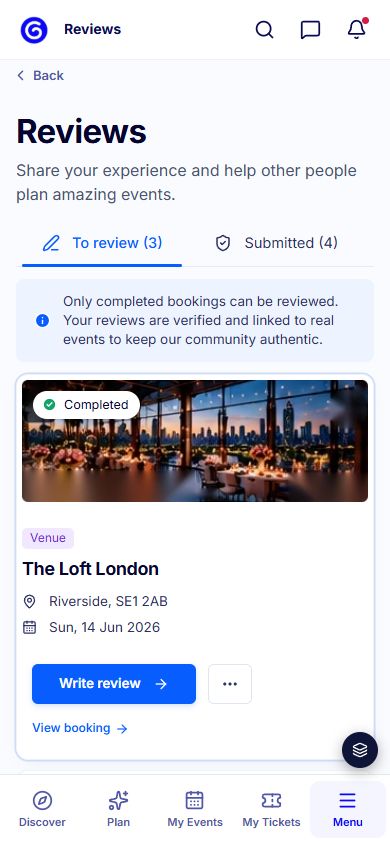 Reviews
Back
Reviews
Share your experience and help other people
plan amazing events.
To review (3)
Submitted (4)
Only completed bookings can be reviewed.
Your reviews are verified and linked to real
events to keep our community authentic.
Completed
Venue
The Loft London
Riverside, SE1 2AB
Sun, 14 Jun 2026
Write review
View booking
Discover
Plan
My Events
My Tickets
Menu